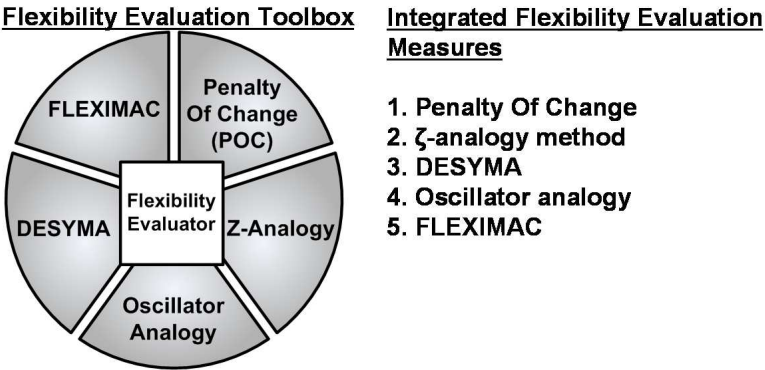 Flexibility Evaluation Toolbox
FLEXIMAC
Penalty
Of Change
(POC)
DESYMA
Flexibility
Evaluator
Z-Analogy
Oscillator
Analogy
Integrated Flexibility Evaluation
Measures
1. Penalty Of Change
2. ζ-analogy method
3. DESYMA
4. Oscillator analogy
5. FLEXIMAC